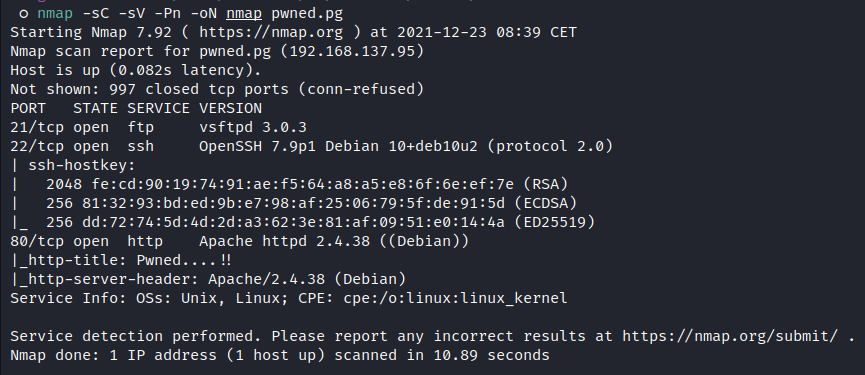 ○ nmap -sC -sV -Pn -oN nmap pwned.pg
Starting Nmap 7.92 ( https://nmap.org ) at 2021-12-23 08:39 CET
Nmap scan report for pwned.pg (192.168.137.95)
Host is up (0.082s latency).
Not shown: 997 closed tcp ports (conn-refused)
PORT   STATE SERVICE VERSION
21/tcp open  ftp     vsftpd 3.0.3
22/tcp open  ssh     OpenSSH 7.9p1 Debian 10+deb10u2 (protocol 2.0)
| ssh-hostkey:
|   2048 fe:cd:90:19:74:91:ae:f5:64:a8:a5:e8:6f:6e:ef:7e (RSA)
|   256 81:32:93:bd:ed:9b:e7:98:af:25:06:79:5f:de:91:5d (ECDSA)
|_  256 dd:72:74:5d:4d:2d:a3:62:3e:81:af:09:51:e0:14:4a (ED25519)
80/tcp open  http    Apache httpd 2.4.38 ((Debian))
|_http-title: Pwned....!!
|_http-server-header: Apache/2.4.38 (Debian)
Service Info: OSs: Unix, Linux; CPE: cpe:/o:linux:linux_kernel
Service detection performed. Please report any incorrect results at https://nmap.org/submit/ .
Nmap done: 1 IP address (1 host up) scanned in 10.89 seconds